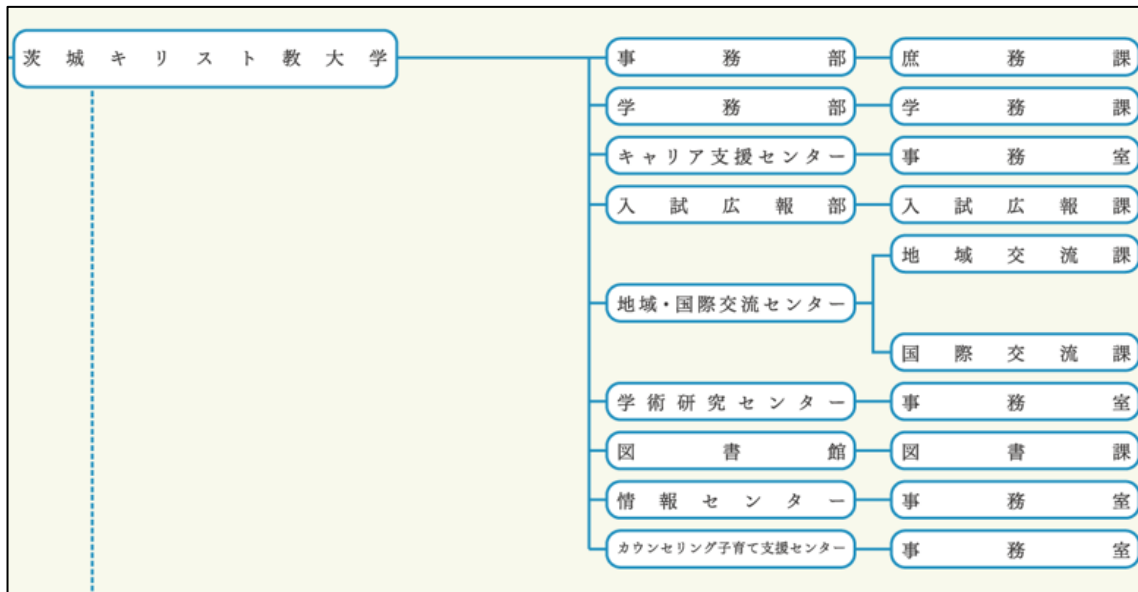 茨城キリスト教大学
事務部
庶務課
学務部
学務課
キャリア支援センター
事務室
入試広報部
入試広報課
地域交流課
地域・国際交流センター
国際交流課
学術研究センター
事務室
図書館
図書課
情報センター
事務室
カウンセリング子育て支援センター
事務室